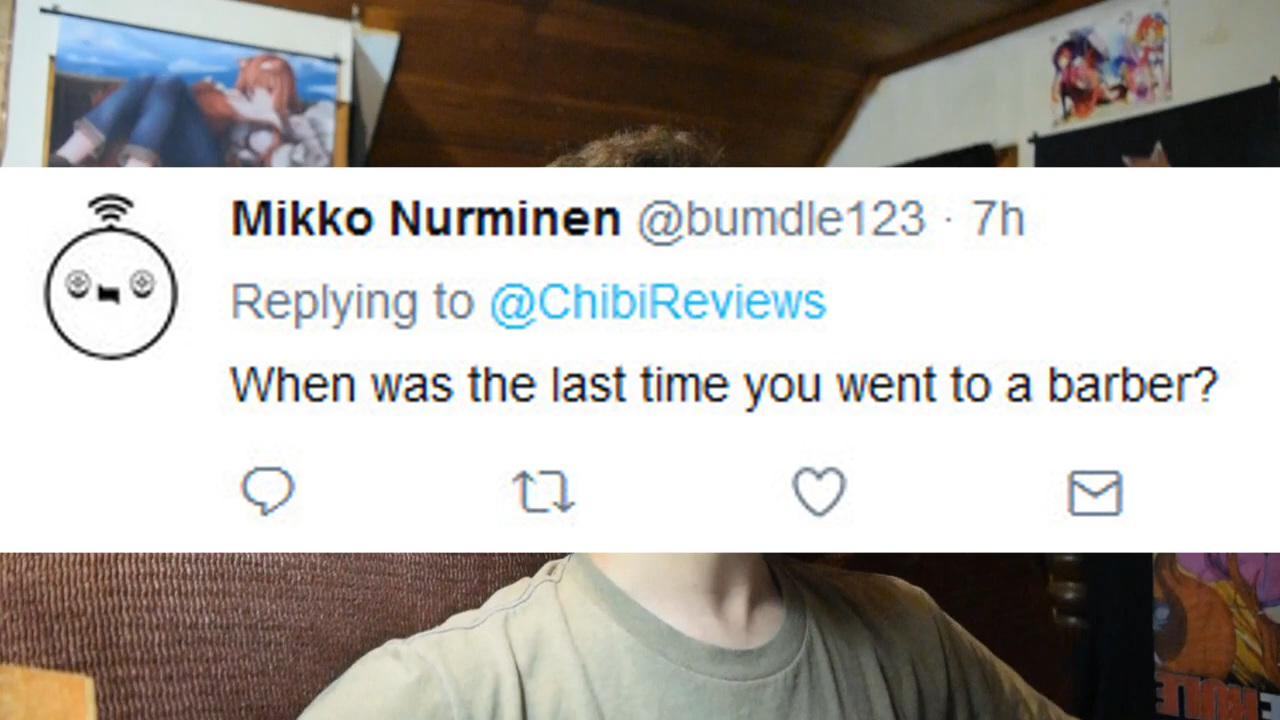 Mikko Nurminen @bumdle123 · 7h
Replying to @ChibiReviews
When was the last time you went to a barber?